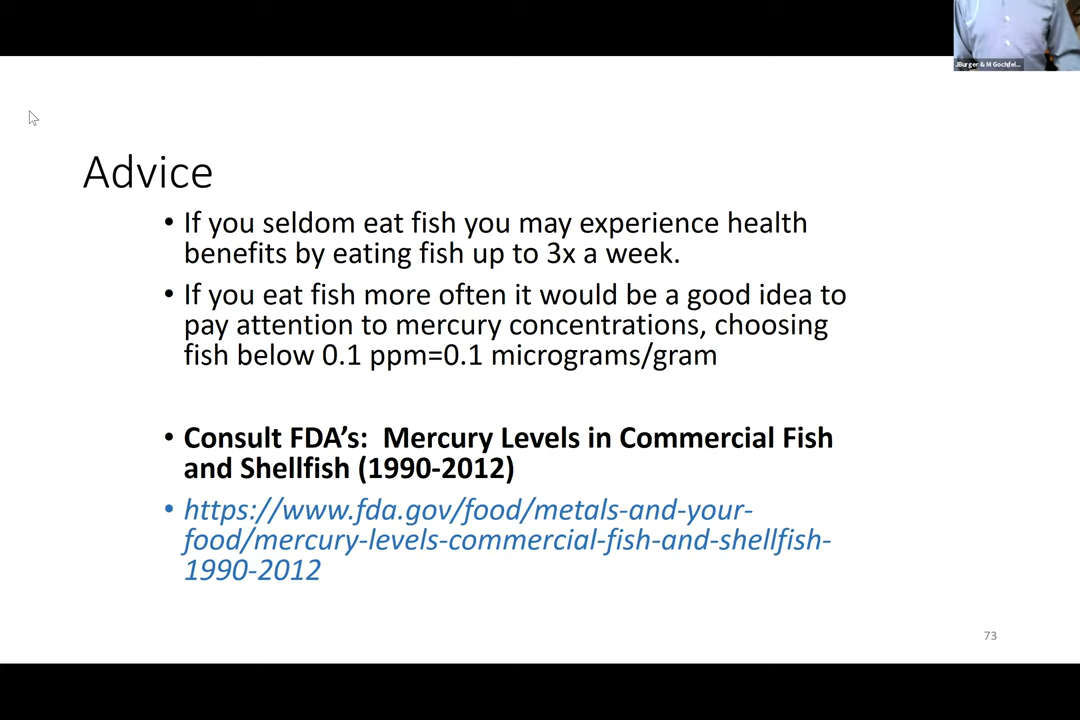 JBurger & M Gochfel...
Advice
• If you seldom eat fish you may experience health
benefits by eating fish up to 3x a week.
• If you eat fish more often it would be a good idea to
pay attention to mercury concentrations, choosing
fish below 0.1 ppm=0.1 micrograms/gram
• Consult FDA’s:  Mercury Levels in Commercial Fish
and Shellfish (1990-2012)
• https://www.fda.gov/food/metals-and-your-
food/mercury-levels-commercial-fish-and-shellfish-
1990-2012
73